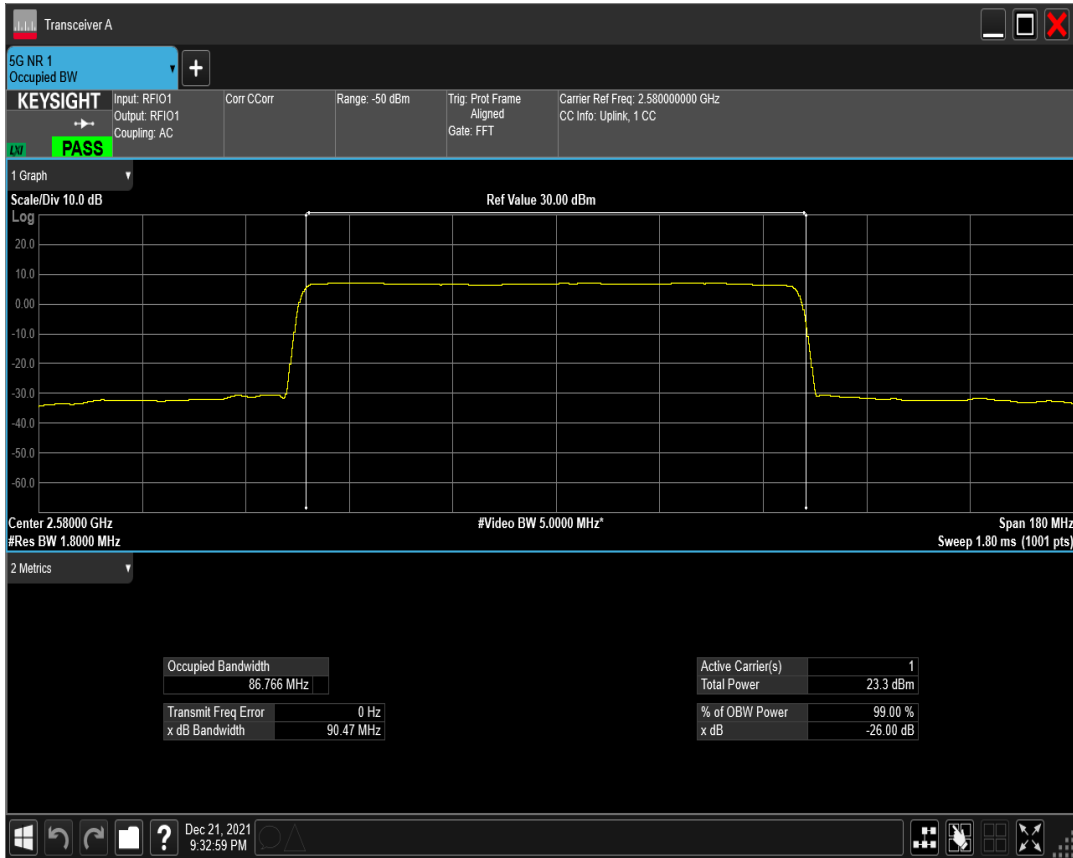 Transceiver A
5G NR 1
Occupied BW
+
KEYSIGHT
LXI
PASS
Input: RFIO1
Output: RFIO1
Coupling: AC
Corr CCorr
Range: -50 dBm
Trig: Prot Frame
Aligned
Gate: FFT
Carrier Ref Freq: 2.580000000 GHz
CC Info: Uplink, 1 CC
1 Graph
Scale/Div 10.0 dB
Ref Value 30.00 dBm
Log
20.0
10.0
0.00
-10.0
-20.0
-30.0
-40.0
-50.0
-60.0
Center 2.58000 GHz
#Video BW 5.0000 MHz*
Span 180 MHz
#Res BW 1.8000 MHz
Sweep 1.80 ms (1001 pts)
2 Metrics
Occupied Bandwidth
86.766 MHz
Active Carrier(s) 1
Total Power 23.3 dBm
Transmit Freq Error 0 Hz
x dB Bandwidth 90.47 MHz
% of OBW Power 99.00 %
x dB -26.00 dB
?
Dec 21, 2021
9:32:59 PM